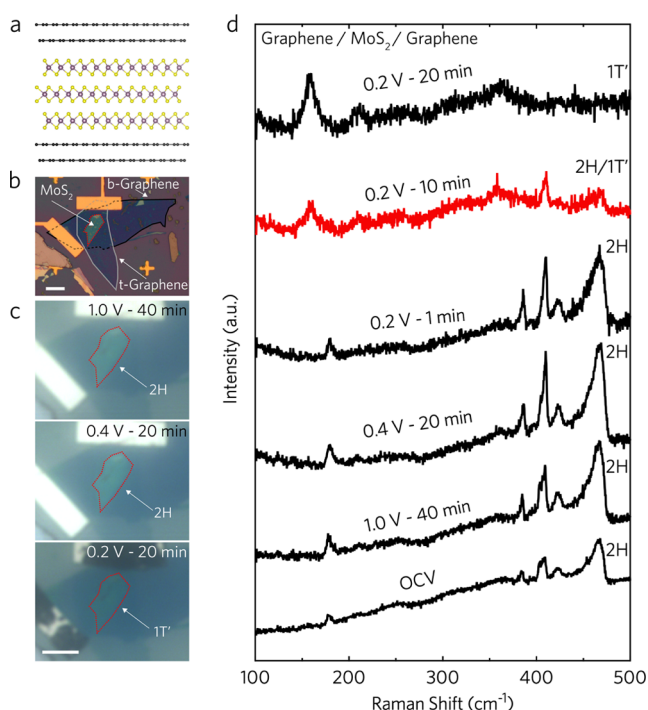 a
b
MoS₂
b-Graphene
t-Graphene
c
1.0 V - 40 min
2H
0.4 V - 20 min
2H
0.2 V - 20 min
1T′
d
Graphene / MoS₂ / Graphene
0.2 V - 20 min
1T′
0.2 V - 10 min
2H/1T′
0.2 V - 1 min
2H
0.4 V - 20 min
2H
1.0 V - 40 min
2H
OCV
2H
Intensity (a.u.)
100 200 300 400 500
Raman Shift (cm⁻¹)